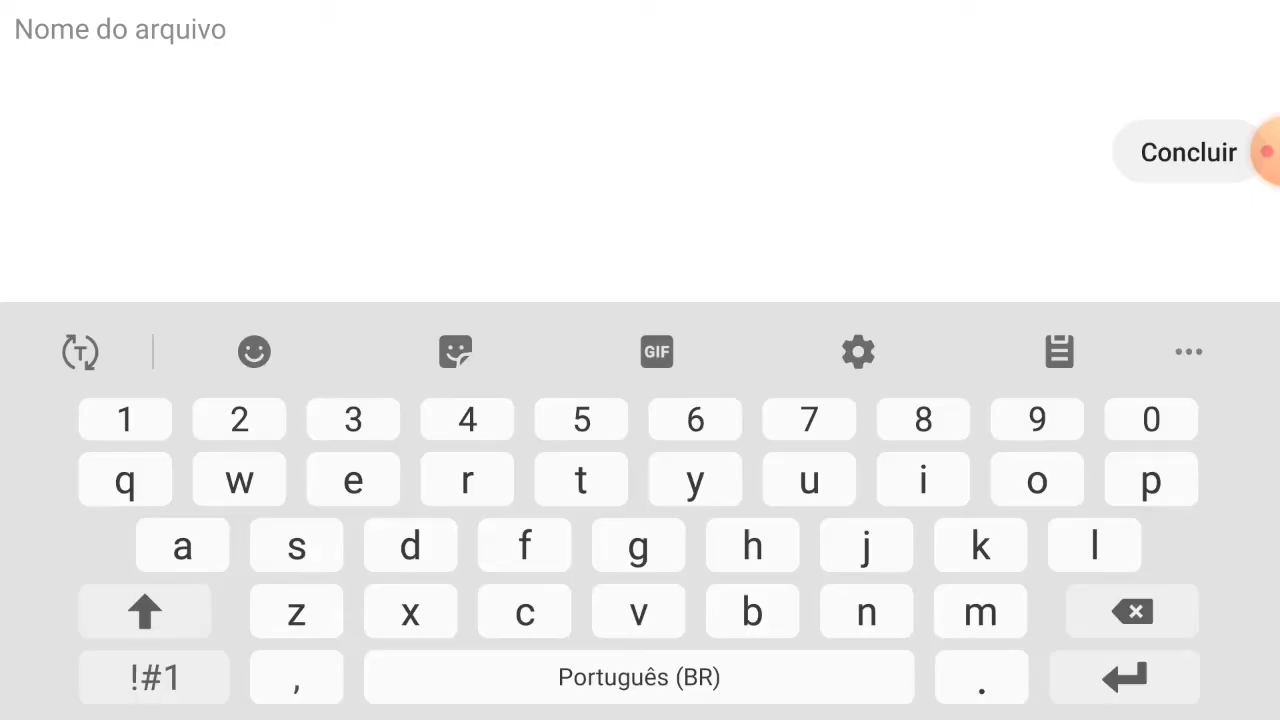 Nome do arquivo
Concluir
T GIF
1 2 3 4 5 6 7 8 9 0
q w e r t y u i o p
a s d f g h j k l
z x c v b n m
!#1 , Português (BR) .